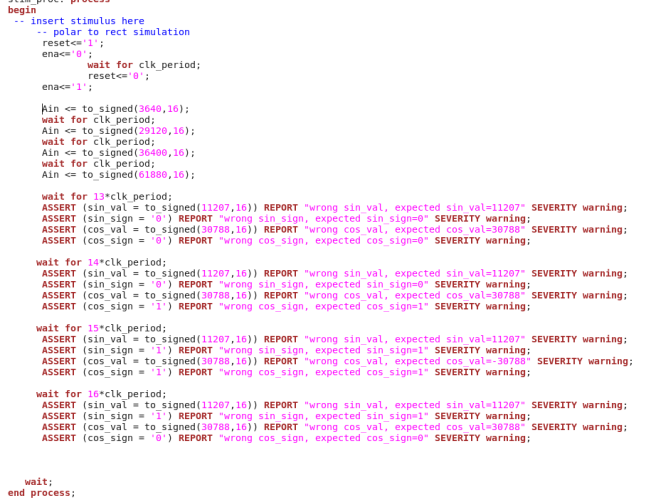 stim_proc: process
begin
-- insert stimulus here
-- polar to rect simulation
reset<='1';
ena<='0';
wait for clk_period;
reset<='0';
ena<='1';
Ain <= to_signed(3640,16);
wait for clk_period;
Ain <= to_signed(29120,16);
wait for clk_period;
Ain <= to_signed(36400,16);
wait for clk_period;
Ain <= to_signed(61880,16);
wait for 13*clk_period;
ASSERT (sin_val = to_signed(11207,16)) REPORT "wrong sin_val, expected sin_val=11207" SEVERITY warning;
ASSERT (sin_sign = '0') REPORT "wrong sin_sign, expected sin_sign=0" SEVERITY warning;
ASSERT (cos_val = to_signed(30788,16)) REPORT "wrong cos_val, expected cos_val=30788" SEVERITY warning;
ASSERT (cos_sign = '0') REPORT "wrong cos_sign, expected cos_sign=0" SEVERITY warning;
wait for 14*clk_period;
ASSERT (sin_val = to_signed(11207,16)) REPORT "wrong sin_val, expected sin_val=11207" SEVERITY warning;
ASSERT (sin_sign = '0') REPORT "wrong sin_sign, expected sin_sign=0" SEVERITY warning;
ASSERT (cos_val = to_signed(30788,16)) REPORT "wrong cos_val, expected cos_val=30788" SEVERITY warning;
ASSERT (cos_sign = '1') REPORT "wrong cos_sign, expected cos_sign=1" SEVERITY warning;
wait for 15*clk_period;
ASSERT (sin_val = to_signed(11207,16)) REPORT "wrong sin_val, expected sin_val=11207" SEVERITY warning;
ASSERT (sin_sign = '1') REPORT "wrong sin_sign, expected sin_sign=1" SEVERITY warning;
ASSERT (cos_val = to_signed(30788,16)) REPORT "wrong cos_val, expected cos_val=-30788" SEVERITY warning;
ASSERT (cos_sign = '1') REPORT "wrong cos_sign, expected cos_sign=1" SEVERITY warning;
wait for 16*clk_period;
ASSERT (sin_val = to_signed(11207,16)) REPORT "wrong sin_val, expected sin_val=11207" SEVERITY warning;
ASSERT (sin_sign = '1') REPORT "wrong sin_sign, expected sin_sign=1" SEVERITY warning;
ASSERT (cos_val = to_signed(30788,16)) REPORT "wrong cos_val, expected cos_val=30788" SEVERITY warning;
ASSERT (cos_sign = '0') REPORT "wrong cos_sign, expected cos_sign=0" SEVERITY warning;
wait;
end process;